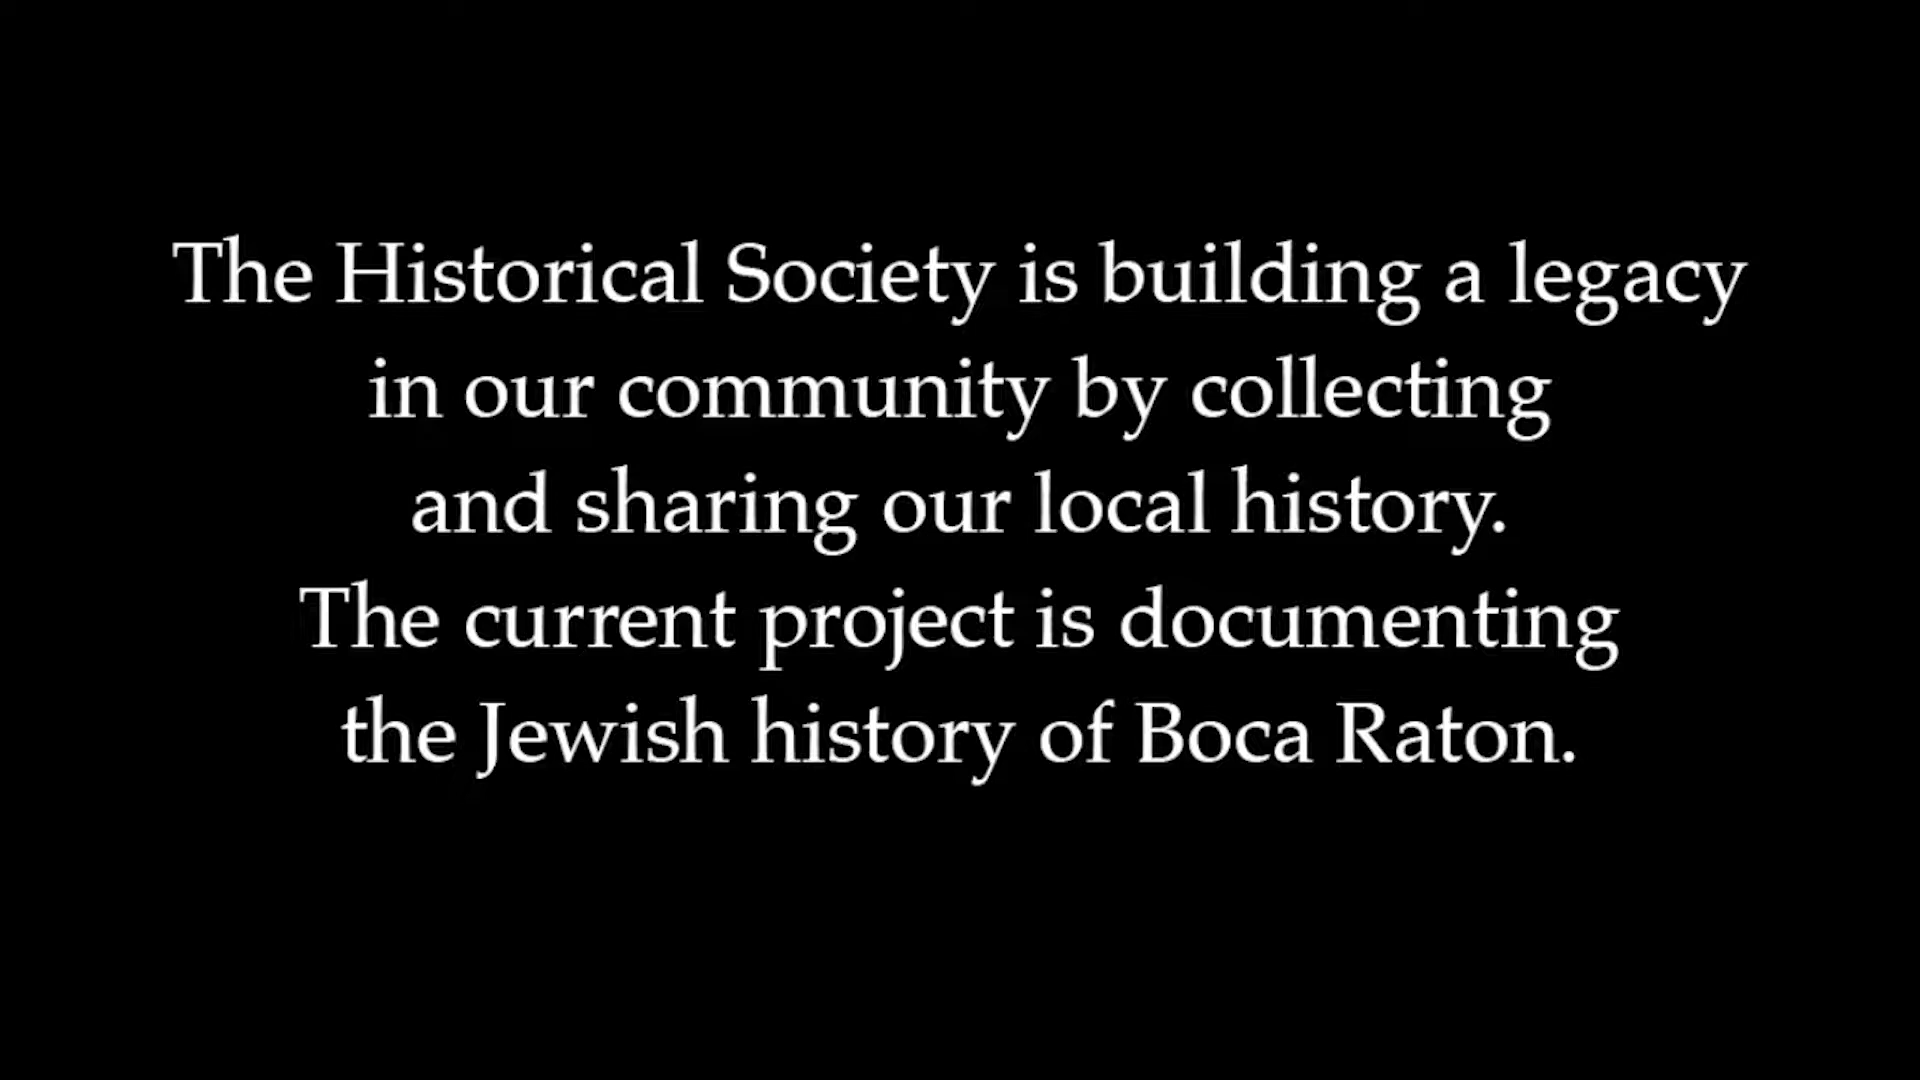 The Historical Society is building a legacy
in our community by collecting
and sharing our local history.
The current project is documenting
the Jewish history of Boca Raton.